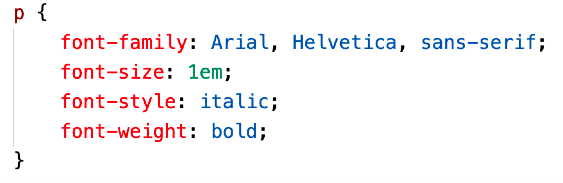 p {
    font-family: Arial, Helvetica, sans-serif;
    font-size: 1em;
    font-style: italic;
    font-weight: bold;
}